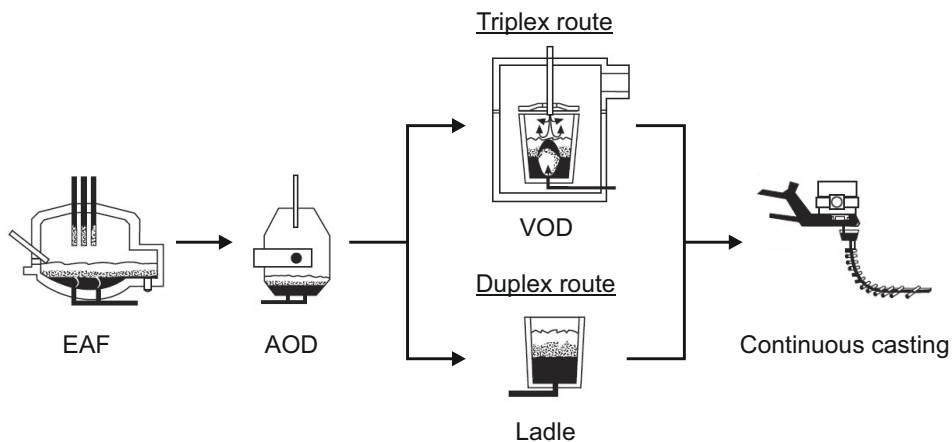 Triplex route
VOD
Duplex route
EAF
AOD
Continuous casting
Ladle